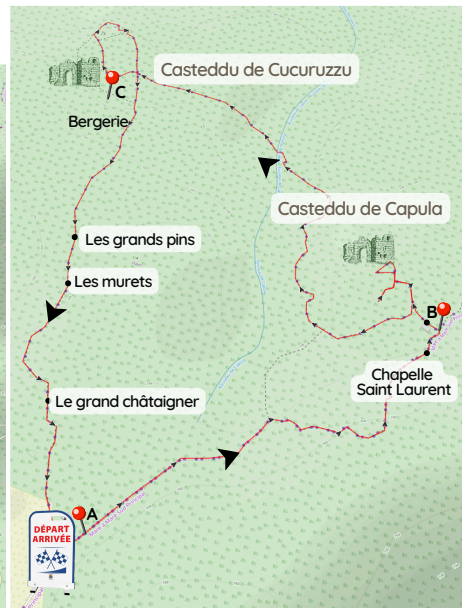 Casteddu de Cucuruzzu
C
Bergerie
Casteddu de Capula
Les grands pins
Les murets
B
Chapelle
Saint Laurent
Le grand châtaigner
A
DÉPART
ARRIVÉE